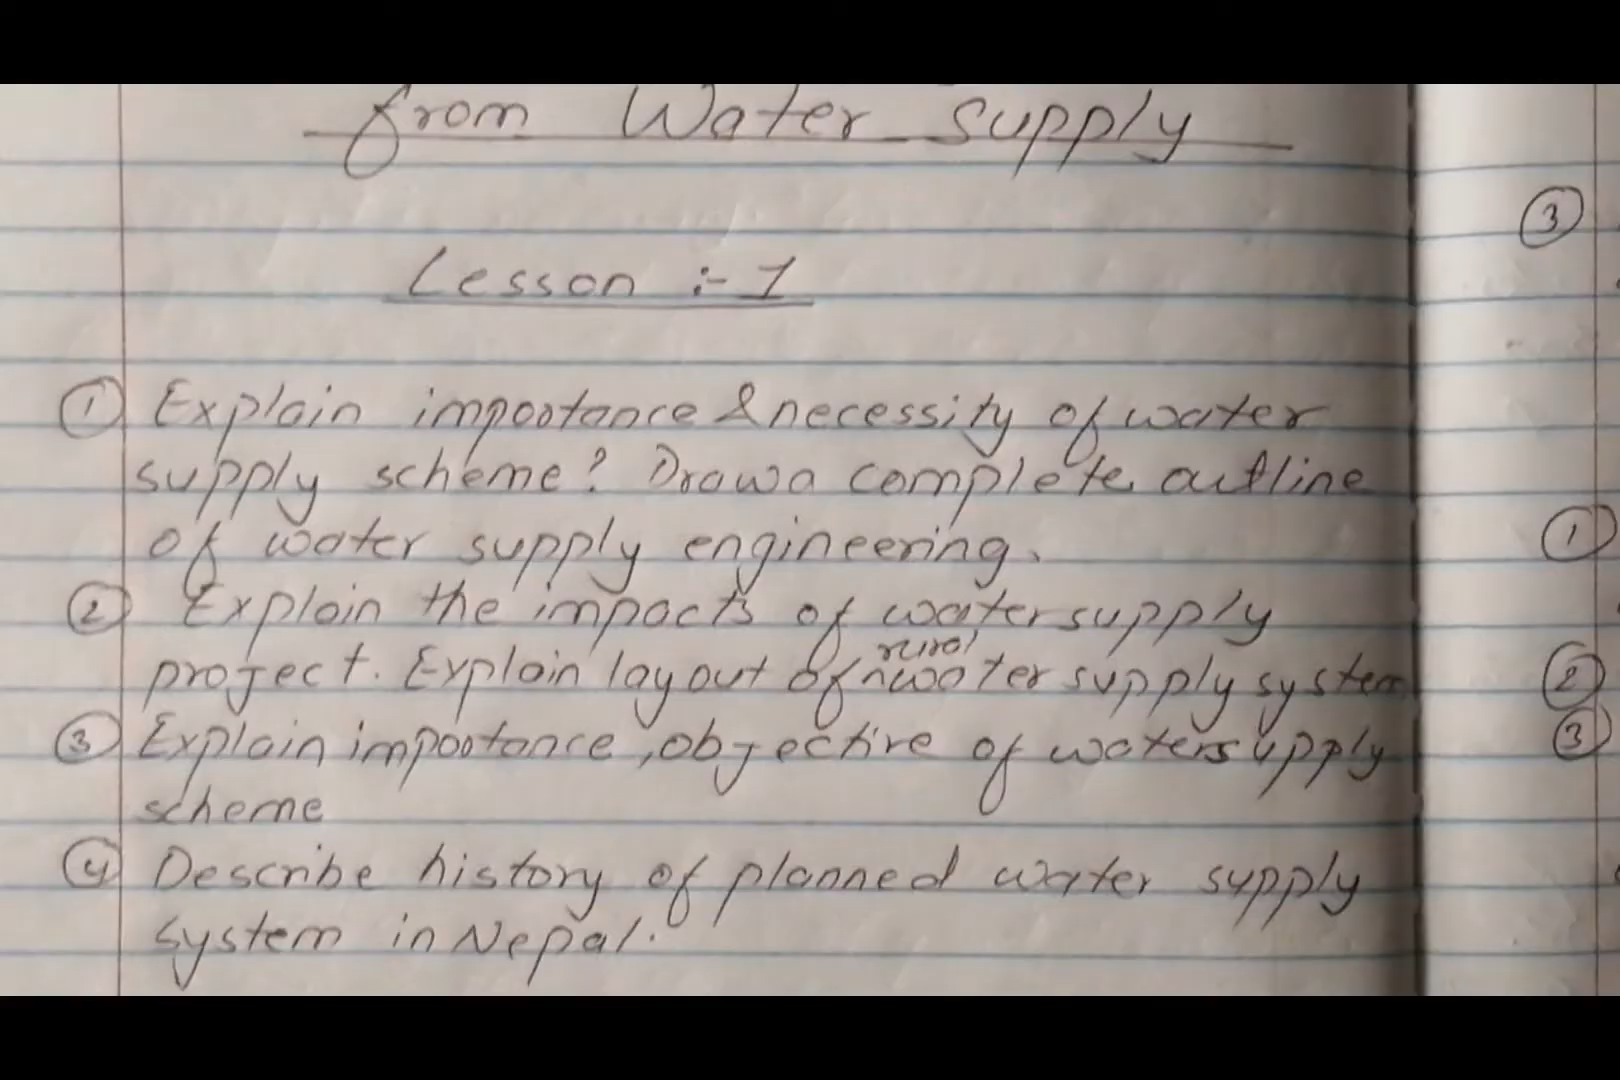 from Water supply
Lesson :- 1
① Explain importance & necessity of water
supply scheme? Draw a complete outline
of water supply engineering.
② Explain the impacts of water supply
rural
project. Explain layout of ^ water supply system
③ Explain importance, objective of water supply
scheme
④ Describe history of planned water supply
system in Nepal.
③
①
②
③